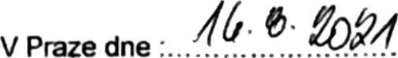 V Praze dne : 16. 8. 2021